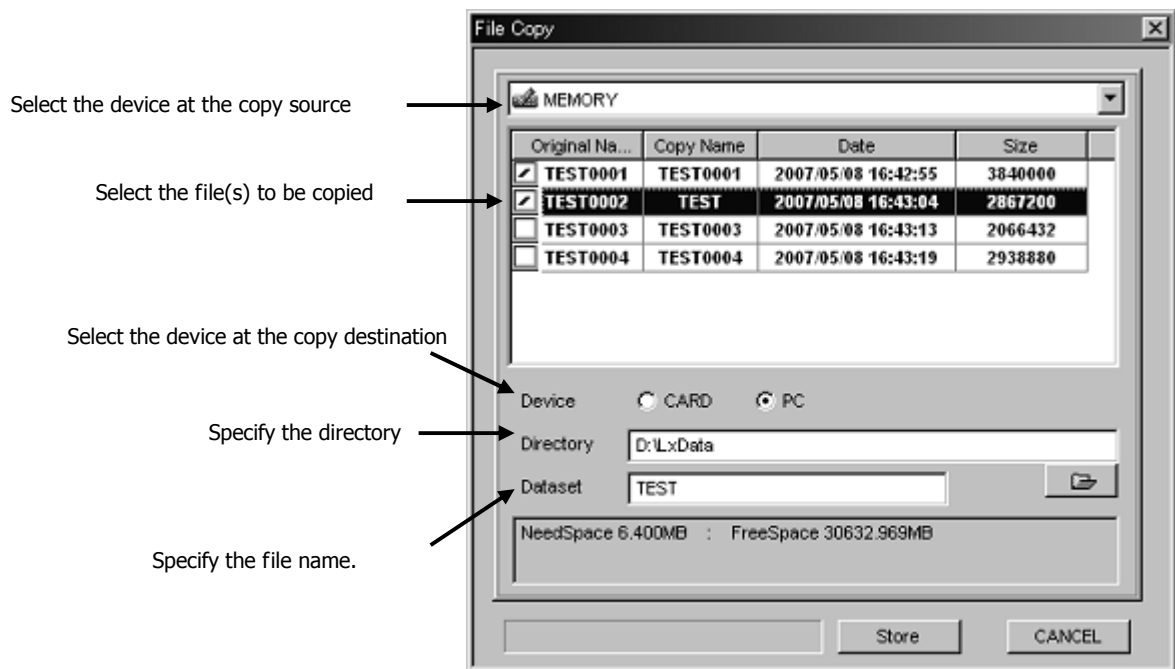 File Copy
Select the device at the copy source
MEMORY
Original Na... Copy Name Date Size
TEST0001 TEST0001 2007/05/08 16:42:55 3840000
Select the file(s) to be copied
TEST0002 TEST 2007/05/08 16:43:04 2867200
TEST0003 TEST0003 2007/05/08 16:43:13 2066432
TEST0004 TEST0004 2007/05/08 16:43:19 2938880
Select the device at the copy destination
Device CARD PC
Specify the directory
Directory D:\LxData
Dataset TEST
NeedSpace 6.400MB : FreeSpace 30632.969MB
Specify the file name.
Store CANCEL